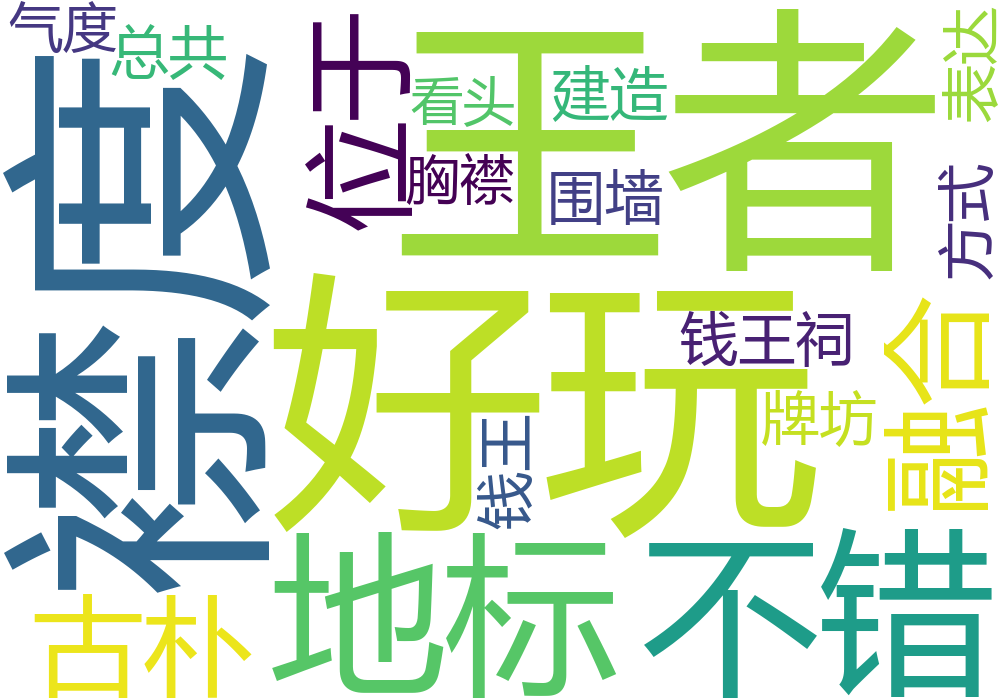 气度
总共
位于
王者
看头
建造
表达
胸襟
围墙
方式
襟度
好玩
钱王祠
融合
牌坊
钱王
地标
不错
古朴